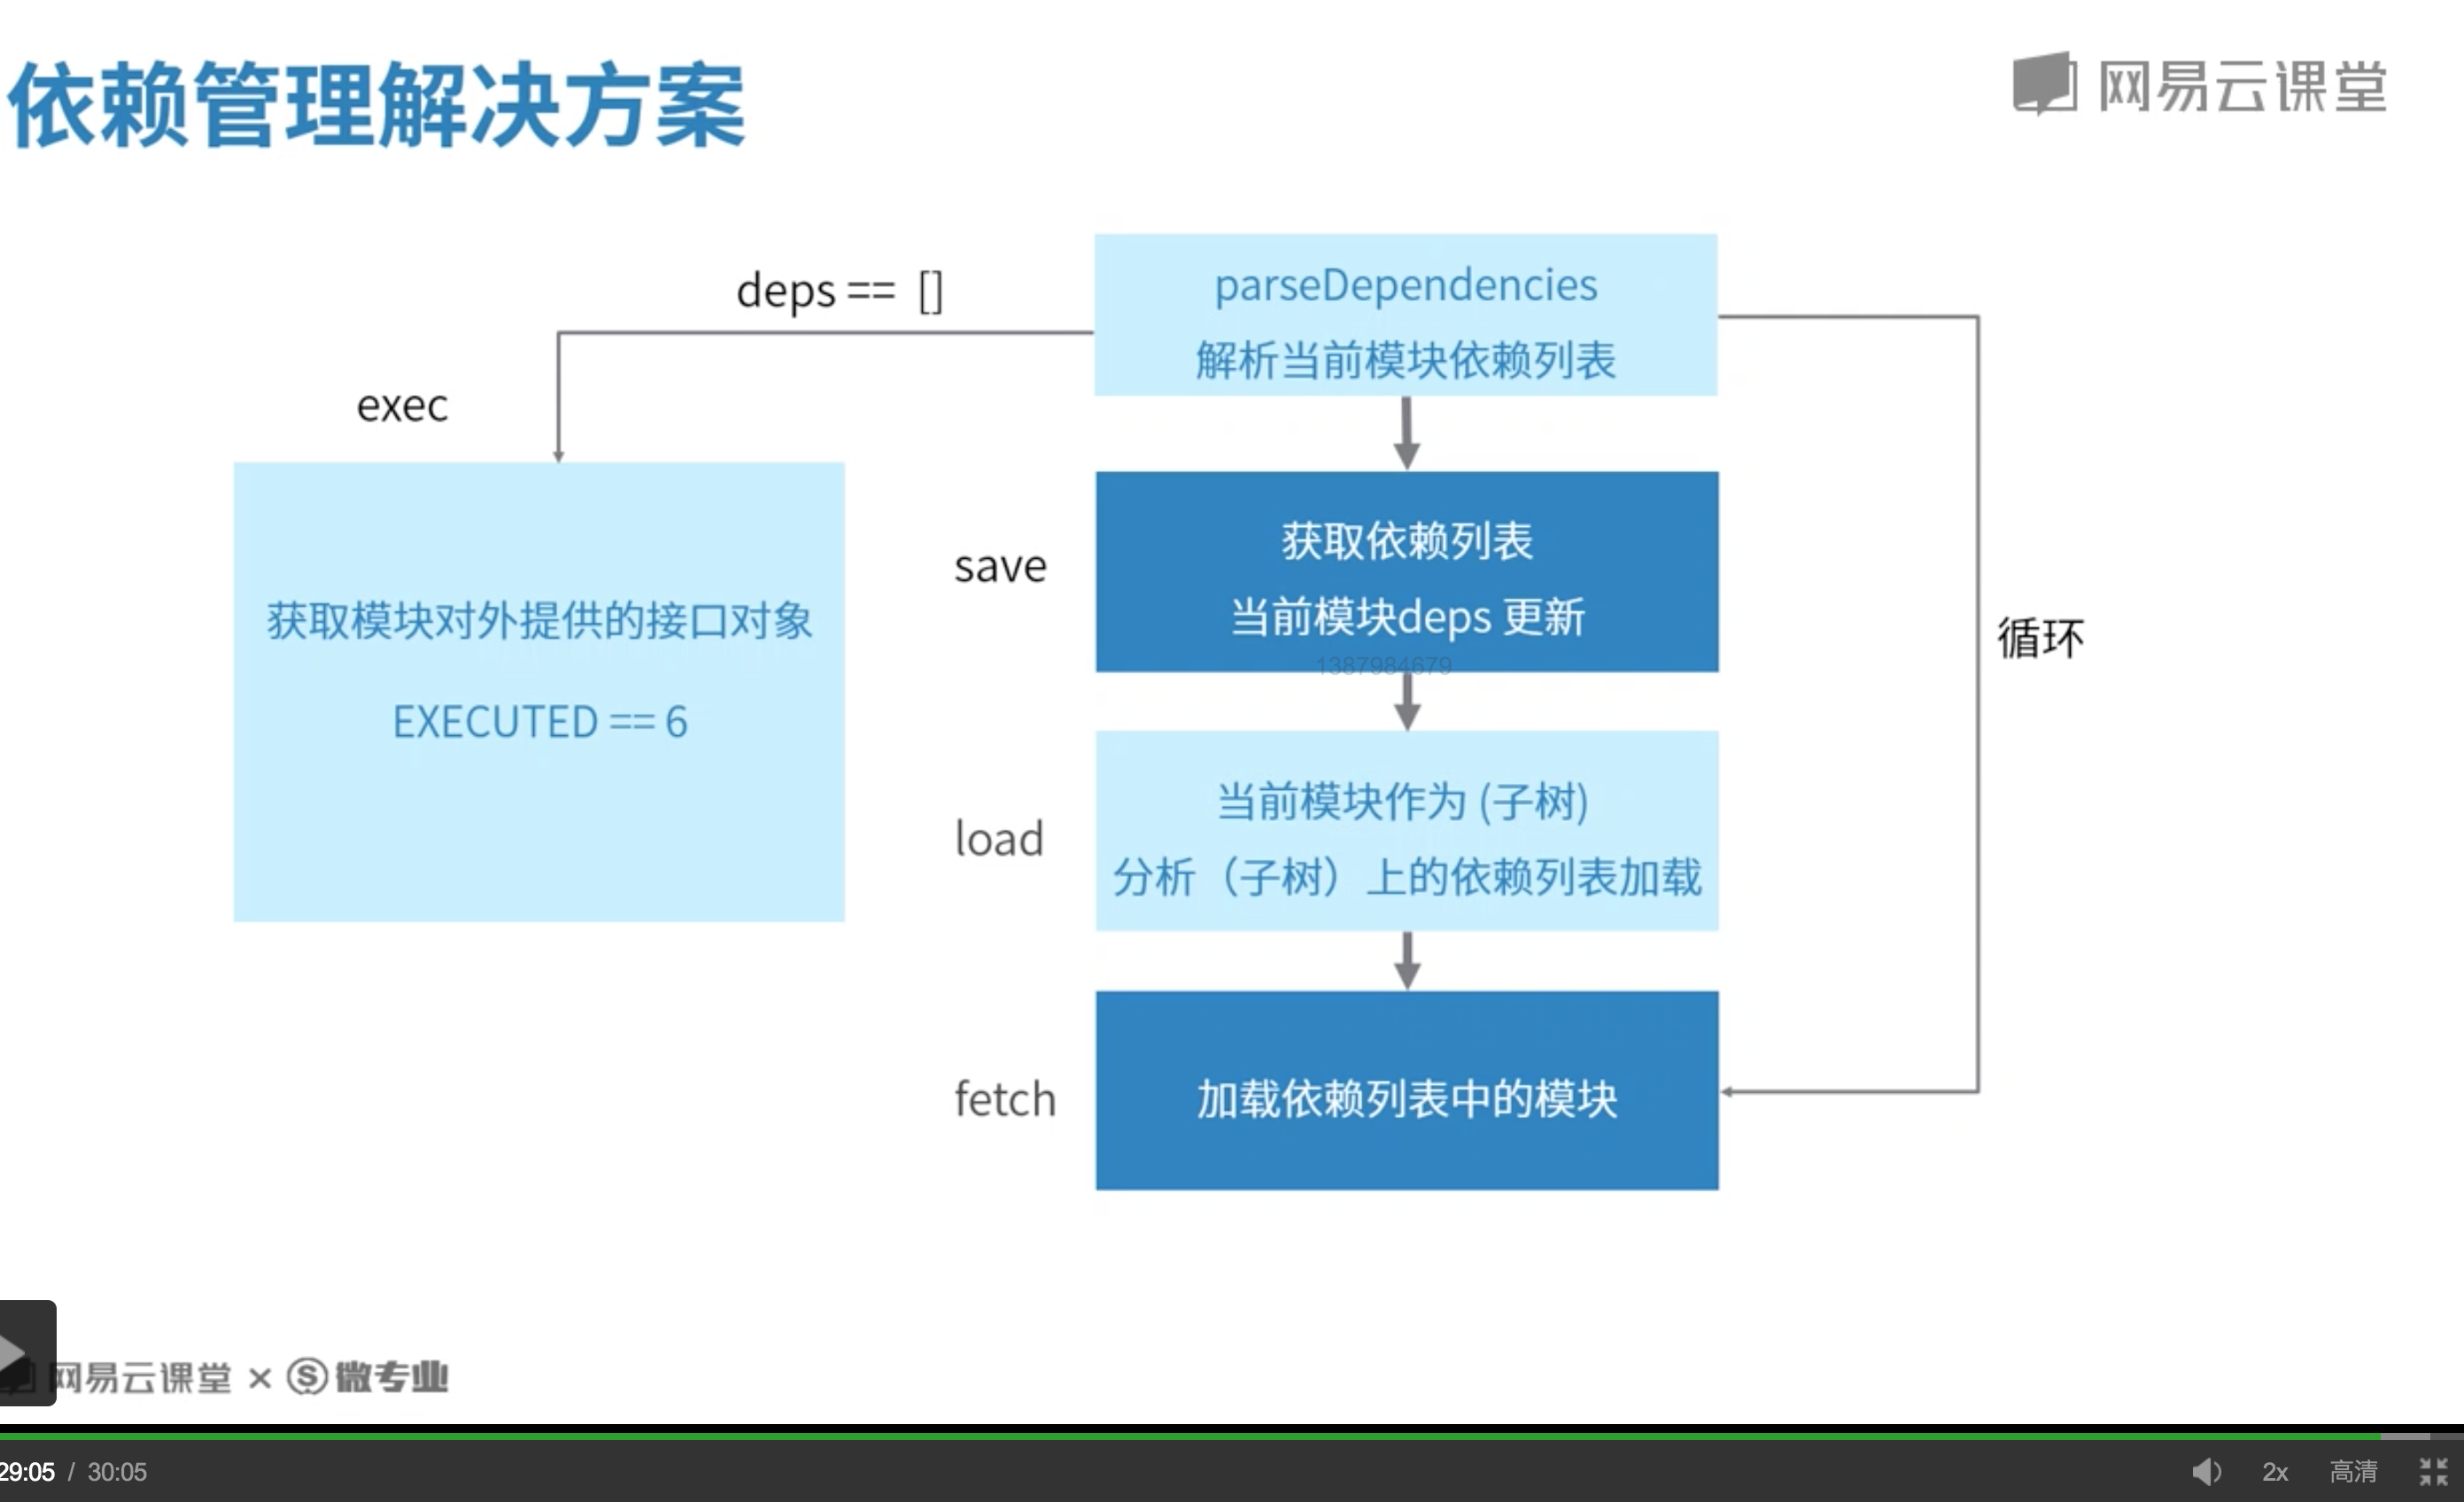 依赖管理解决方案
网易云课堂
deps == []
parseDependencies
解析当前模块依赖列表
exec
获取模块对外提供的接口对象
EXECUTED == 6
save
获取依赖列表
当前模块deps 更新
1387984679
循环
load
当前模块作为 (子树)
分析（子树）上的依赖列表加载
fetch
加载依赖列表中的模块
网易云课堂 × S 微专业
29:05 / 30:05
2x
高清